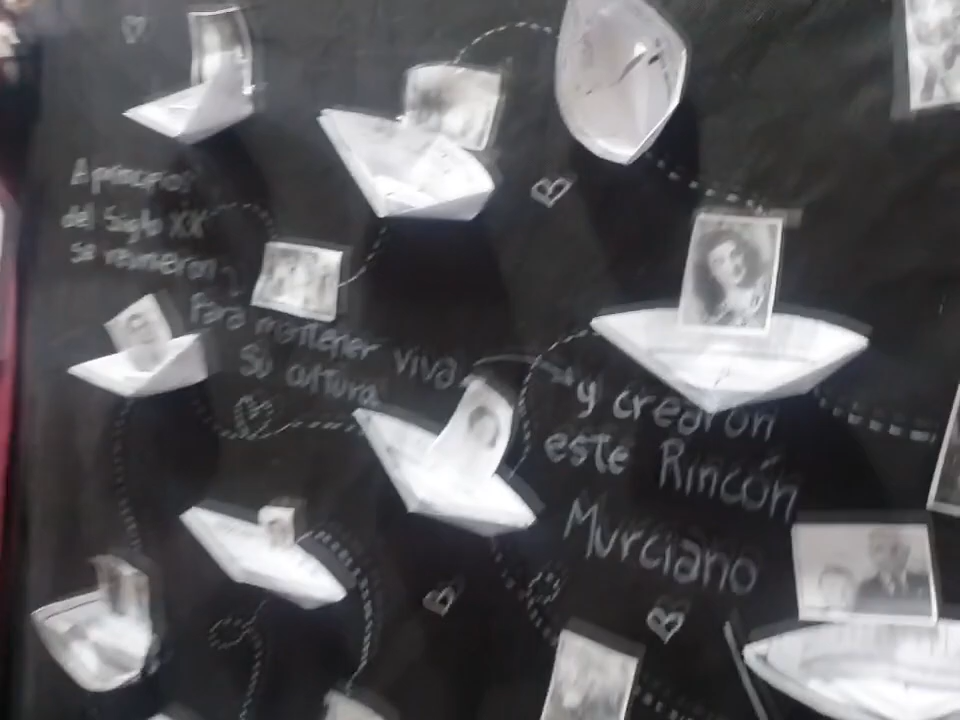 A principios
del Siglo XX
se reunieron
Para mantener viva
su cultura
y crearon
este Rincón
Murciano